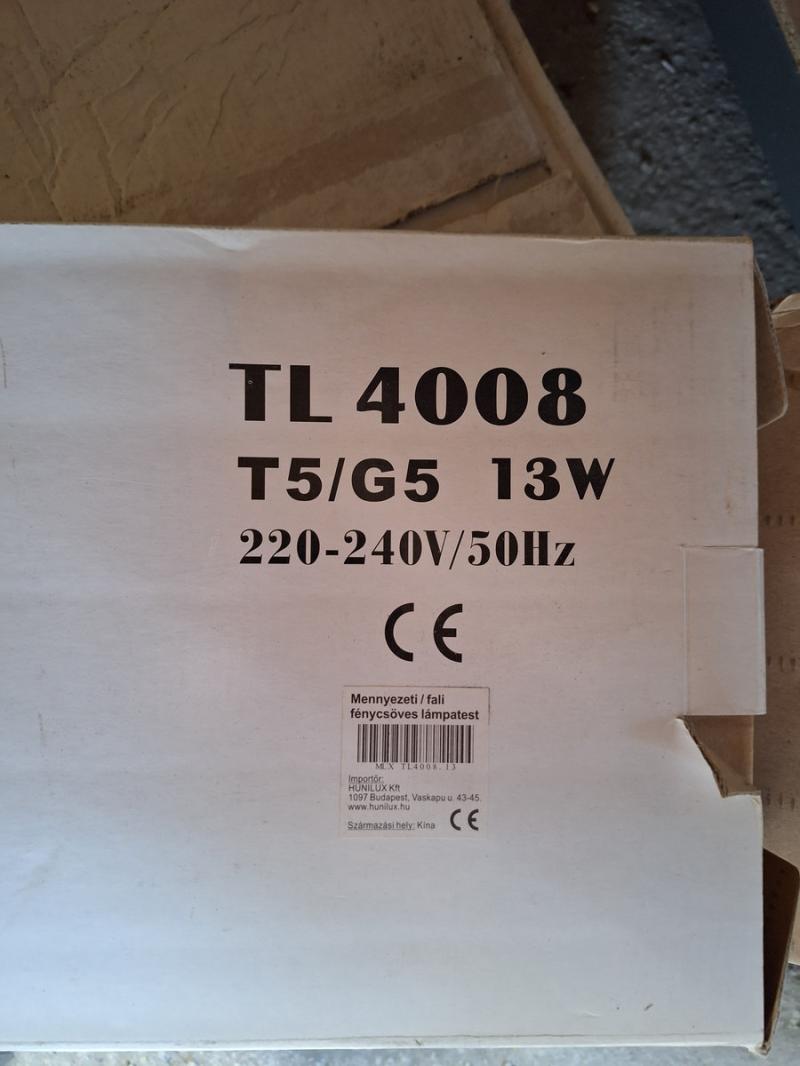 TL 4008
T5/G5 13W
220-240V/50Hz
CE
Mennyezeti / fali
fénycsöves lámpatest
MLX TL4008.13
Importőr:
HUNILUX Kft
1097 Budapest, Vaskapu u. 43-45.
www.hunilux.hu
Származási hely: Kína CE